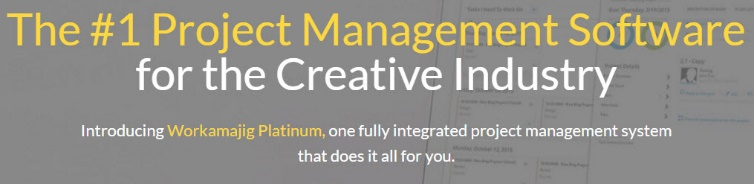 The #1 Project Management Software
for the Creative Industry
Introducing Workamajig Platinum, one fully integrated project management system
that does it all for you.